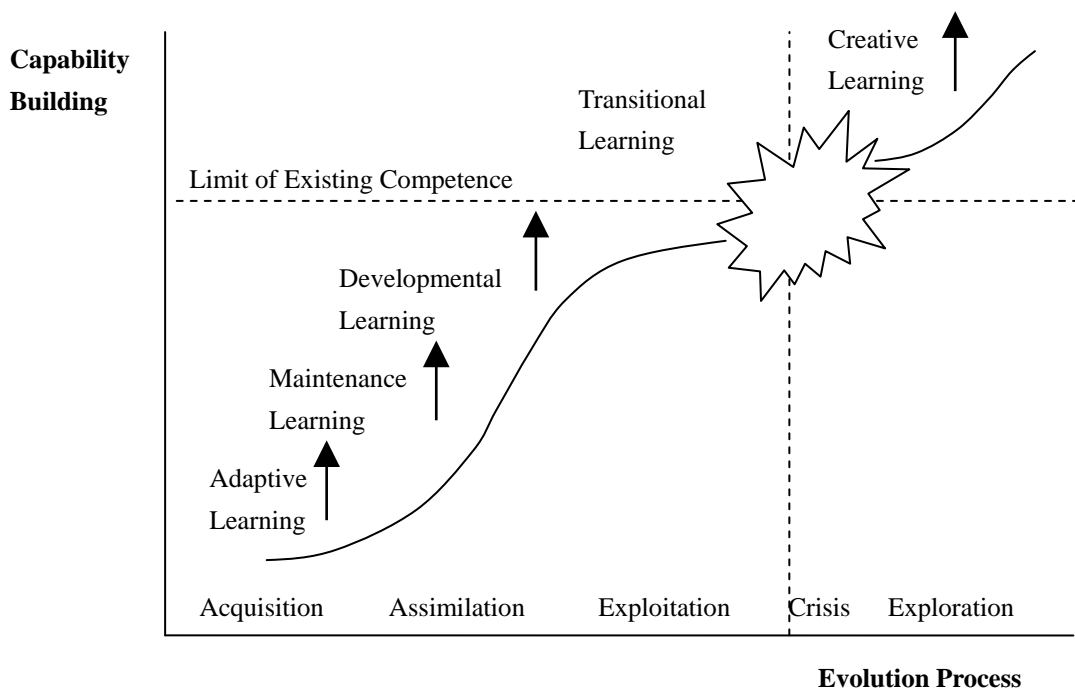 Capability
Building
Creative
Learning
Transitional
Learning
Limit of Existing Competence
Developmental
Learning
Maintenance
Learning
Adaptive
Learning
Acquisition
Assimilation
Exploitation
Crisis
Exploration
Evolution Process